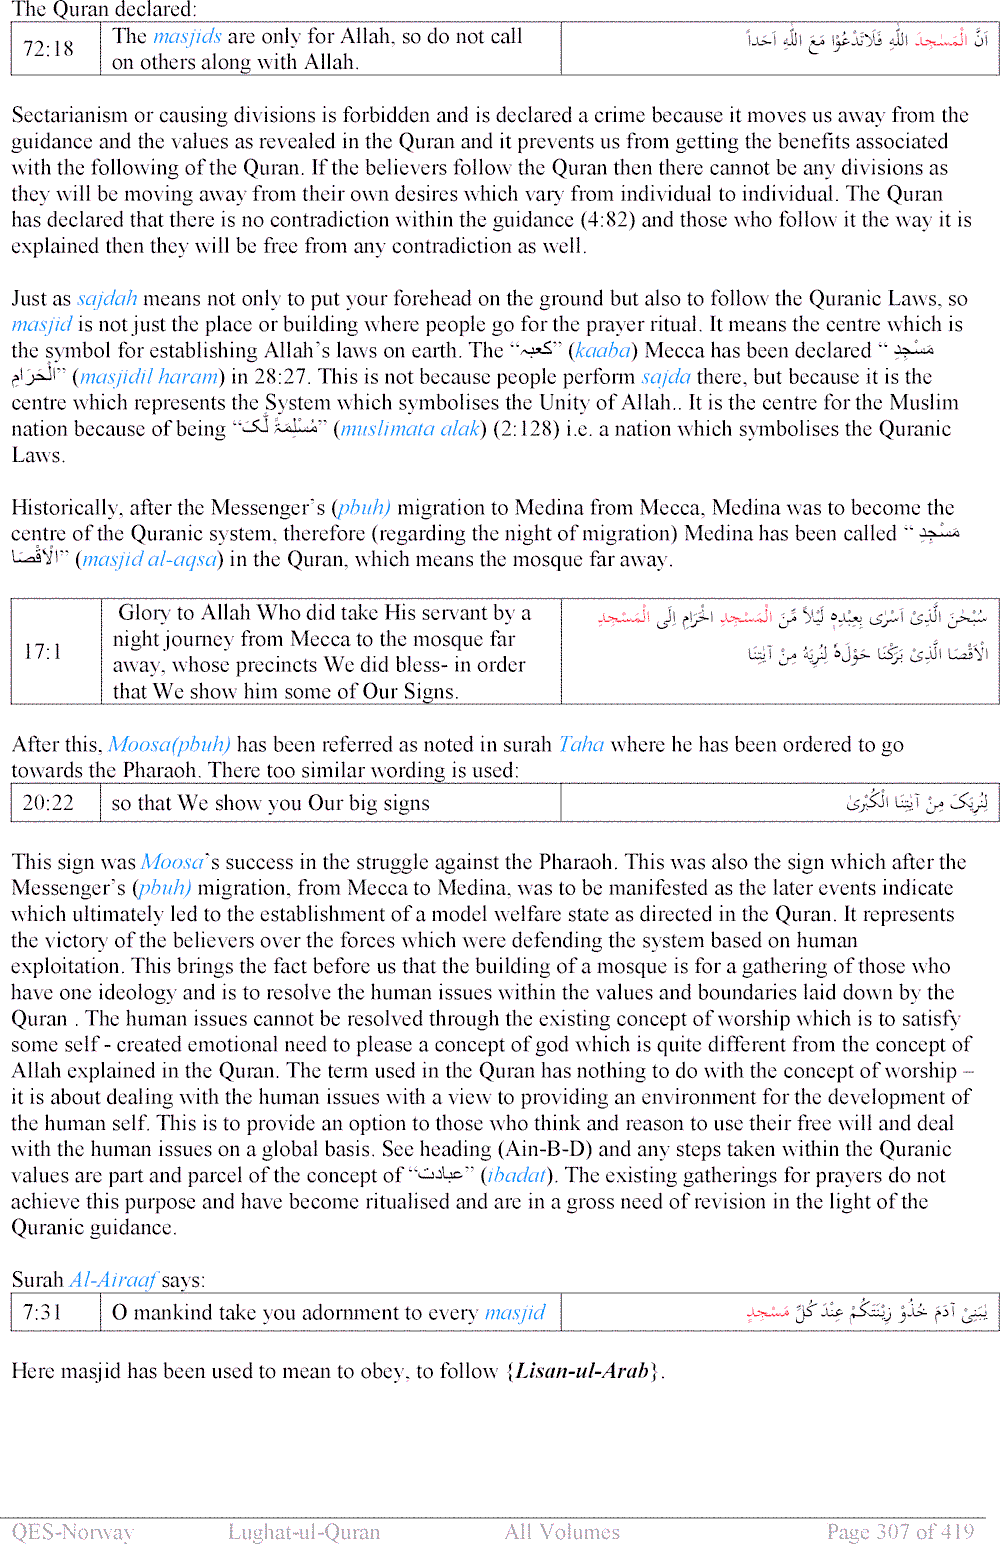 The Quran declared:
72:18 The masjids are only for Allah, so do not call on others along with Allah. اَنَّ الْمَسٰجِدَ اللّٰهِ فَلَاتَدْعُوْا مَعَ اللّٰهِ اَحَداً
Sectarianism or causing divisions is forbidden and is declared a crime because it moves us away from the
guidance and the values as revealed in the Quran and it prevents us from getting the benefits associated
with the following of the Quran. If the believers follow the Quran then there cannot be any divisions as
they will be moving away from their own desires which vary from individual to individual. The Quran
has declared that there is no contradiction within the guidance (4:82) and those who follow it the way it is
explained then they will be free from any contradiction as well.
Just as sajdah means not only to put your forehead on the ground but also to follow the Quranic Laws, so
masjid is not just the place or building where people go for the prayer ritual. It means the centre which is
the symbol for establishing Allah's laws on earth. The “کعبہ” (kaaba) Mecca has been declared “ مَسْجِدِ
الْحَرَامِ” (masjidil haram) in 28:27. This is not because people perform sajda there, but because it is the
centre which represents the System which symbolises the Unity of Allah.. It is the centre for the Muslim
nation because of being “مُسْلِمَۃً لَّکَ” (muslimata alak) (2:128) i.e. a nation which symbolises the Quranic
Laws.
Historically, after the Messenger's (pbuh) migration to Medina from Mecca, Medina was to become the
centre of the Quranic system, therefore (regarding the night of migration) Medina has been called “ مَسْجِدِ
الْاَقْصَا” (masjid al-aqsa) in the Quran, which means the mosque far away.
17:1 Glory to Allah Who did take His servant by a night journey from Mecca to the mosque far away, whose precincts We did bless- in order that We show him some of Our Signs. سُبْحٰنَ الَّذِیْ اَسْرٰی بِعَبْدِہٖ لَیْلاً مِّنَ الْمَسْجِدِ الْحَرَامِ اِلَی الْمَسْجِدِ
الْاَقْصَا الَّذِیْ بٰرَکْنَا حَوْلَہٗ لِنُرِیَہٗ مِنْ آیٰتِنَا
After this, Moosa(pbuh) has been referred as noted in surah Taha where he has been ordered to go
towards the Pharaoh. There too similar wording is used:
20:22 so that We show you Our big signs لِنُرِیَکَ مِنْ آیٰتِنَا الْکُبْریٰ
This sign was Moosa's success in the struggle against the Pharaoh. This was also the sign which after the
Messenger's (pbuh) migration, from Mecca to Medina, was to be manifested as the later events indicate
which ultimately led to the establishment of a model welfare state as directed in the Quran. It represents
the victory of the believers over the forces which were defending the system based on human
exploitation. This brings the fact before us that the building of a mosque is for a gathering of those who
have one ideology and is to resolve the human issues within the values and boundaries laid down by the
Quran . The human issues cannot be resolved through the existing concept of worship which is to satisfy
some self - created emotional need to please a concept of god which is quite different from the concept of
Allah explained in the Quran. The term used in the Quran has nothing to do with the concept of worship –
it is about dealing with the human issues with a view to providing an environment for the development of
the human self. This is to provide an option to those who think and reason to use their free will and deal
with the human issues on a global basis. See heading (Ain-B-D) and any steps taken within the Quranic
values are part and parcel of the concept of “عبادت” (ibadat). The existing gatherings for prayers do not
achieve this purpose and have become ritualised and are in a gross need of revision in the light of the
Quranic guidance.
Surah Al-Airaaf says:
7:31 O mankind take you adornment to every masjid یٰبَنِیْ آدَمَ خُذُوْ زِیْنَتَکُمْ عِنْدَ کُلِّ مَسْجِدٍ
Here masjid has been used to mean to obey, to follow {Lisan-ul-Arab}.
QES-Norway Lughat-ul-Quran All Volumes Page 307 of 419